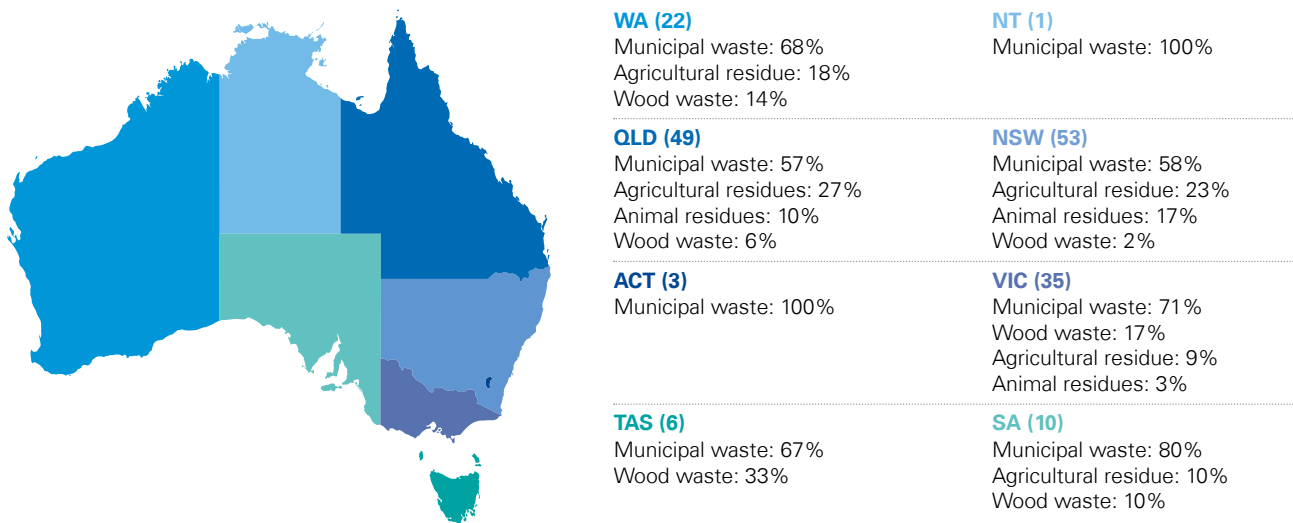 WA (22)
Municipal waste: 68%
Agricultural residue: 18%
Wood waste: 14%
NT (1)
Municipal waste: 100%
QLD (49)
Municipal waste: 57%
Agricultural residues: 27%
Animal residues: 10%
Wood waste: 6%
NSW (53)
Municipal waste: 58%
Agricultural residue: 23%
Animal residues: 17%
Wood waste: 2%
ACT (3)
Municipal waste: 100%
VIC (35)
Municipal waste: 71%
Wood waste: 17%
Agricultural residue: 9%
Animal residues: 3%
TAS (6)
Municipal waste: 67%
Wood waste: 33%
SA (10)
Municipal waste: 80%
Agricultural residue: 10%
Wood waste: 10%